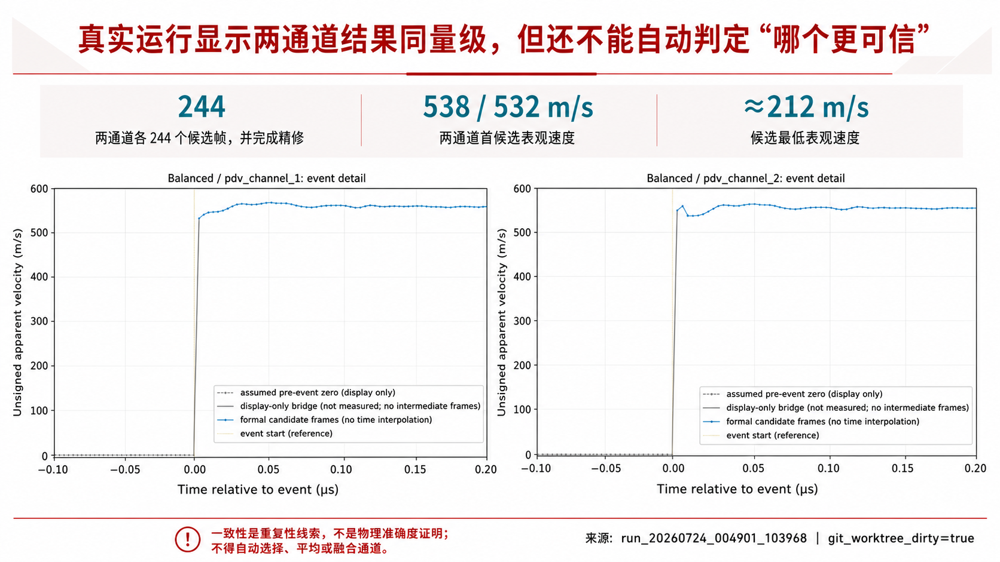 真实运行显示两通道结果同量级，但还不能自动判定“哪个更可信”
244
两通道各 244 个候选帧，并完成精修
538 / 532 m/s
两通道首候选表观速度
≈212 m/s
候选最低表观速度
Balanced / pdv_channel_1: event detail
Unsigned apparent velocity (m/s)
600
500
400
300
200
100
0
−0.10
−0.05
0.00
0.05
0.10
0.15
0.20
Time relative to event (μs)
assumed pre-event zero (display only)
display-only bridge (not measured; no intermediate frames)
formal candidate frames (no time interpolation)
event start (reference)
Balanced / pdv_channel_2: event detail
Unsigned apparent velocity (m/s)
600
500
400
300
200
100
0
−0.10
−0.05
0.00
0.05
0.10
0.15
0.20
Time relative to event (μs)
assumed pre-event zero (display only)
display-only bridge (not measured; no intermediate frames)
formal candidate frames (no time interpolation)
event start (reference)
!
一致性是重复性线索，不是物理准确度证明；
不得自动选择、平均或融合通道。
来源: run_20260724_004901_103968 | git_worktree_dirty=true